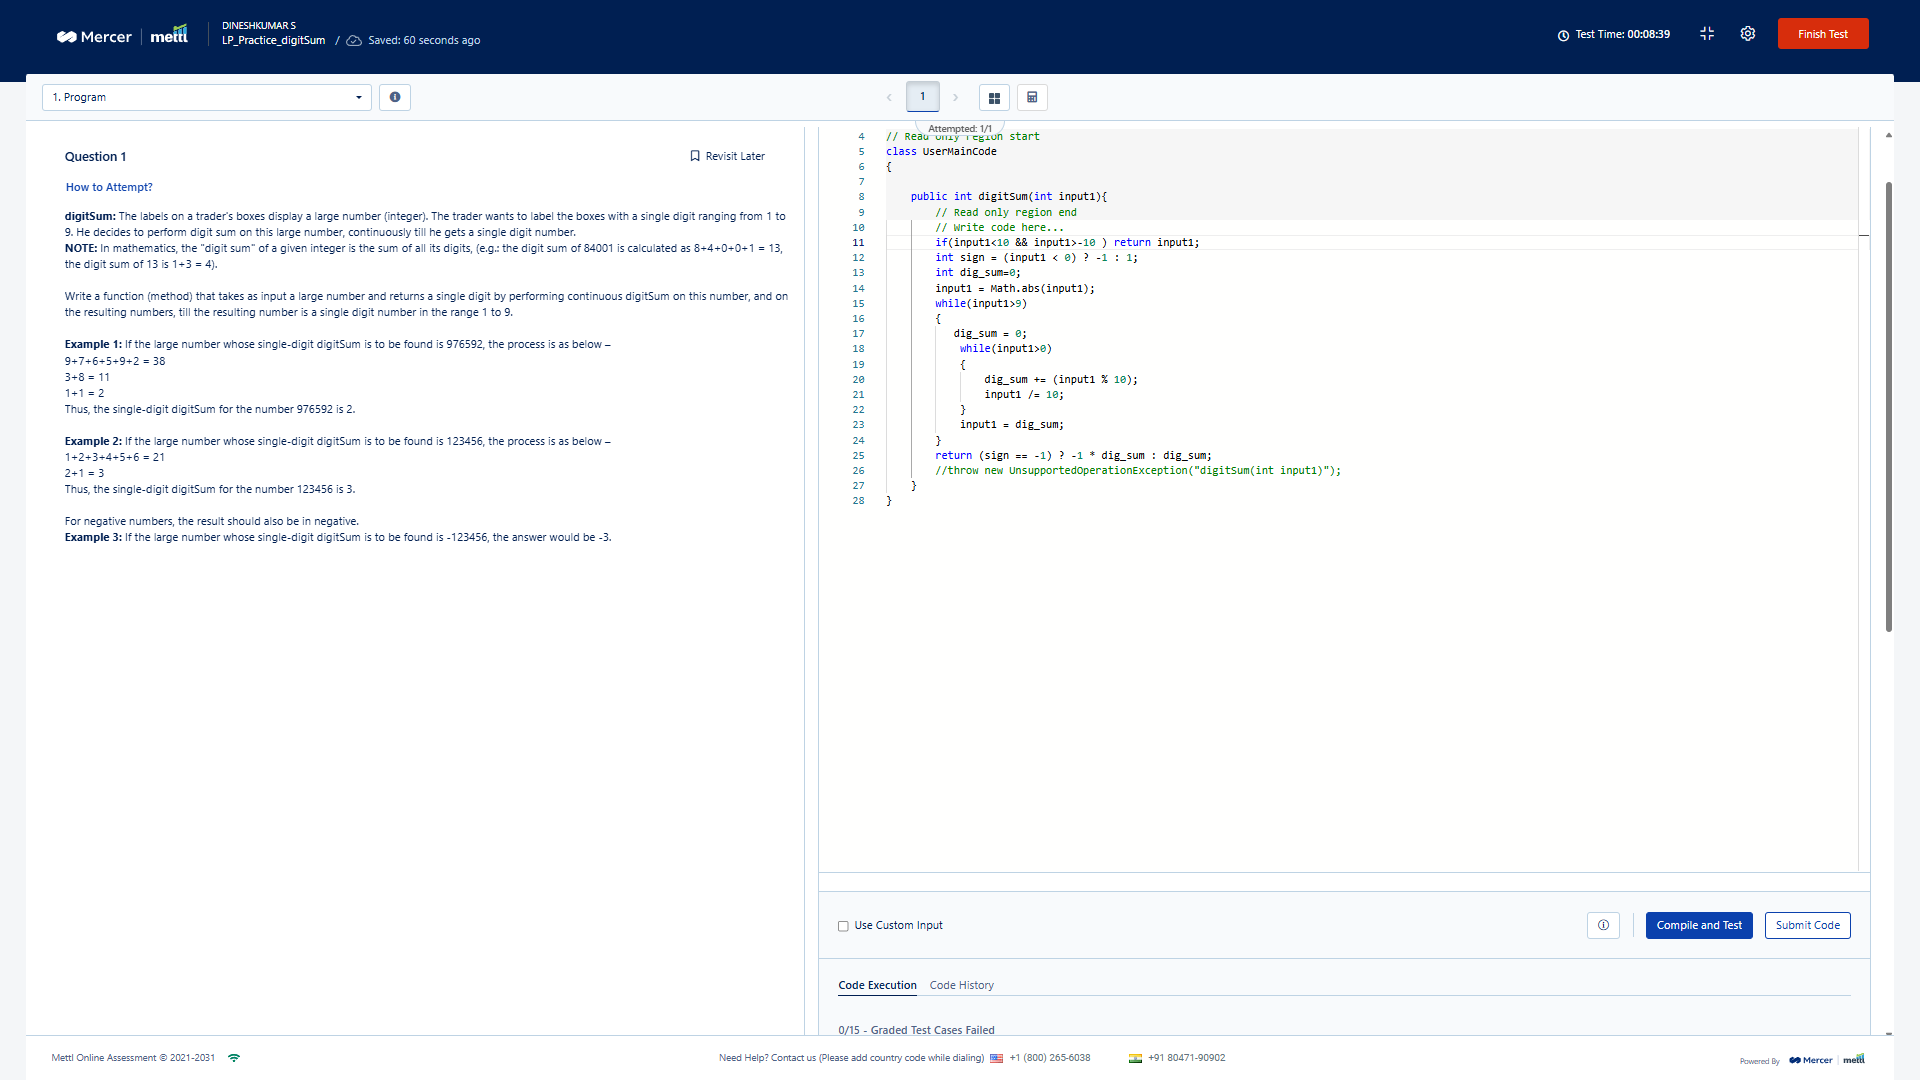 Mercer mettl
DINESHKUMAR S
LP_Practice_digitSum / Saved: 60 seconds ago
Test Time: 00:08:39
Finish Test
1. Program
1
Attempted: 1/1
Question 1
Revisit Later
How to Attempt?
digitSum: The labels on a trader's boxes display a large number (integer). The trader wants to label the boxes with a single digit ranging from 1 to
9. He decides to perform digit sum on this large number, continuously till he gets a single digit number.
NOTE: In mathematics, the "digit sum" of a given integer is the sum of all its digits, (e.g.: the digit sum of 84001 is calculated as 8+4+0+0+1 = 13,
the digit sum of 13 is 1+3 = 4).
Write a function (method) that takes as input a large number and returns a single digit by performing continuous digitSum on this number, and on
the resulting numbers, till the resulting number is a single digit number in the range 1 to 9.
Example 1: If the large number whose single-digit digitSum is to be found is 976592, the process is as below –
9+7+6+5+9+2 = 38
3+8 = 11
1+1 = 2
Thus, the single-digit digitSum for the number 976592 is 2.
Example 2: If the large number whose single-digit digitSum is to be found is 123456, the process is as below –
1+2+3+4+5+6 = 21
2+1 = 3
Thus, the single-digit digitSum for the number 123456 is 3.
For negative numbers, the result should also be in negative.
Example 3: If the large number whose single-digit digitSum is to be found is -123456, the answer would be -3.
4 // Read only region start
5 class UserMainCode
6 {
7
8 public int digitSum(int input1){
9 // Read only region end
10 // Write code here...
11 if(input1<10 && input1>-10 ) return input1;
12 int sign = (input1 < 0) ? -1 : 1;
13 int dig_sum=0;
14 input1 = Math.abs(input1);
15 while(input1>9)
16 {
17 dig_sum = 0;
18 while(input1>0)
19 {
20 dig_sum += (input1 % 10);
21 input1 /= 10;
22 }
23 input1 = dig_sum;
24 }
25 return (sign == -1) ? -1 * dig_sum : dig_sum;
26 //throw new UnsupportedOperationException("digitSum(int input1)");
27 }
28 }
Use Custom Input
Compile and Test
Submit Code
Code Execution Code History
0/15 - Graded Test Cases Failed
Mettl Online Assessment © 2021-2031
Need Help? Contact us (Please add country code while dialing) +1 (800) 265-6038 +91 80471-90902
Powered By Mercer mettl